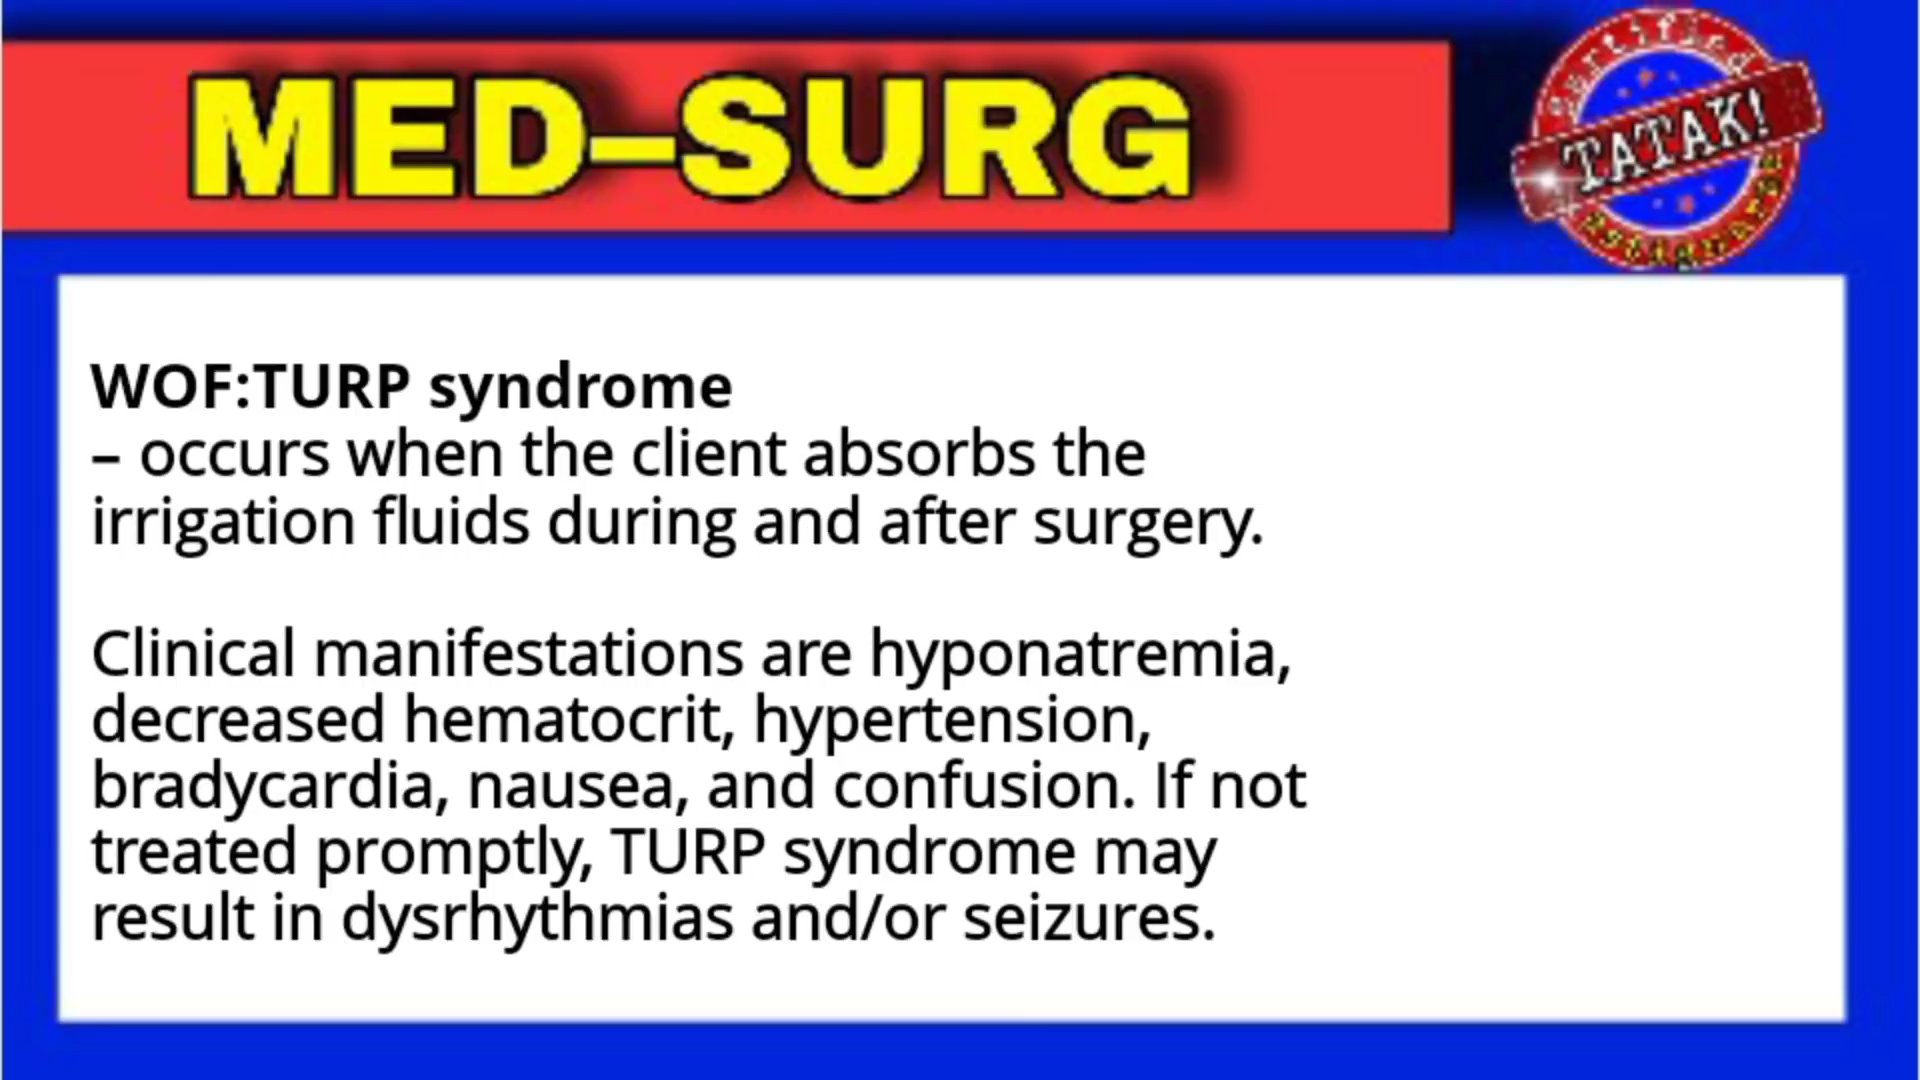 MED–SURG
Certified
TATAK!
WOF:TURP syndrome
– occurs when the client absorbs the
irrigation fluids during and after surgery.
Clinical manifestations are hyponatremia,
decreased hematocrit, hypertension,
bradycardia, nausea, and confusion. If not
treated promptly, TURP syndrome may
result in dysrhythmias and/or seizures.